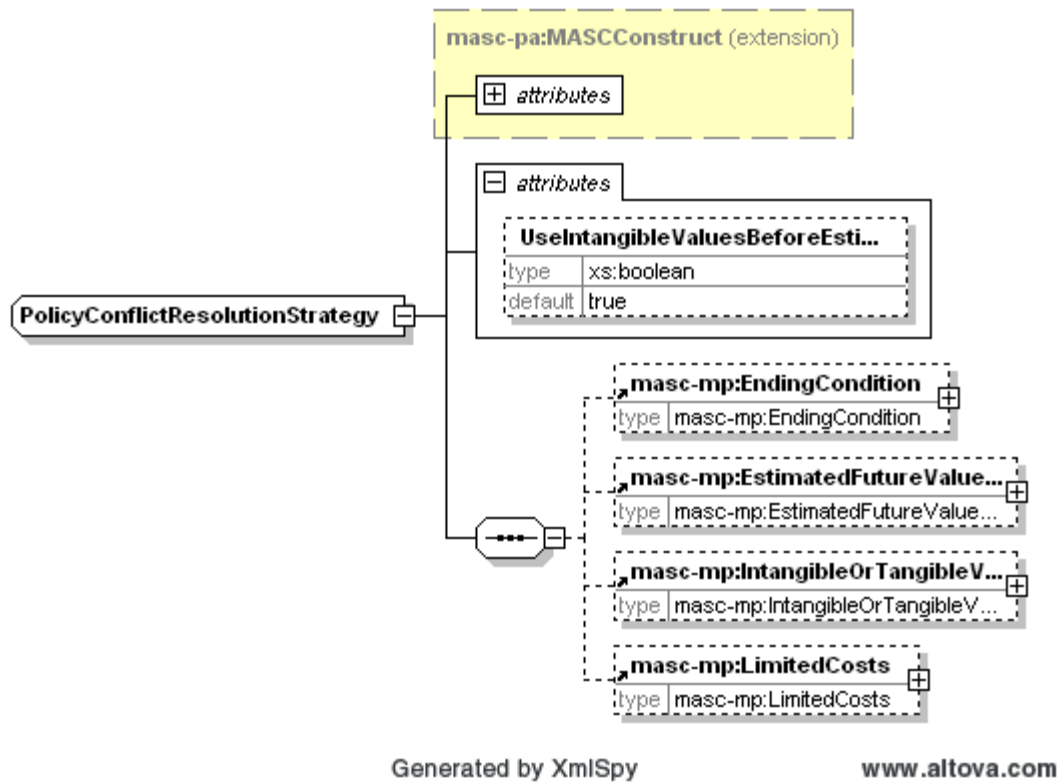 masc-pa:MASCConstruct (extension)
attributes
attributes
UseIntangibleValuesBeforeEsti...
type xs:boolean
default true
PolicyConflictResolutionStrategy
masc-mp:EndingCondition
type masc-mp:EndingCondition
masc-mp:EstimatedFutureValue...
type masc-mp:EstimatedFutureValue...
masc-mp:IntangibleOrTangibleV...
type masc-mp:IntangibleOrTangibleV...
masc-mp:LimitedCosts
type masc-mp:LimitedCosts
Generated by XmlSpy www.altova.com